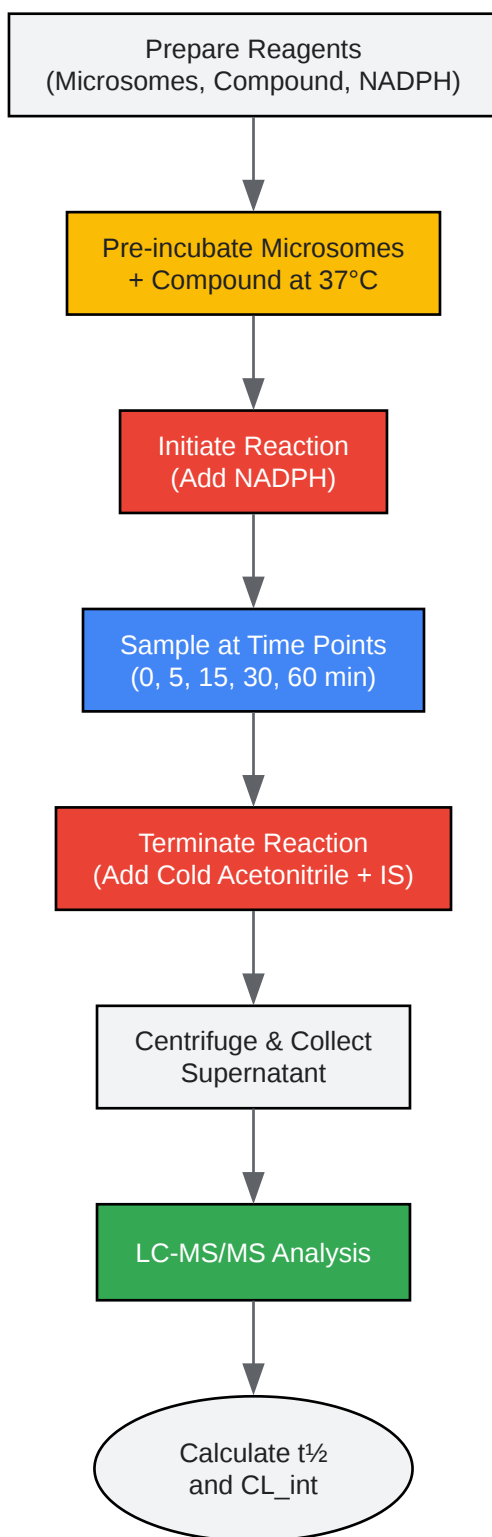 Prepare Reagents
(Microsomes, Compound, NADPH)
Pre-incubate Microsomes
+ Compound at 37°C
Initiate Reaction
(Add NADPH)
Sample at Time Points
(0, 5, 15, 30, 60 min)
Terminate Reaction
(Add Cold Acetonitrile + IS)
Centrifuge & Collect
Supernatant
LC-MS/MS Analysis
Calculate t½
and CL_int